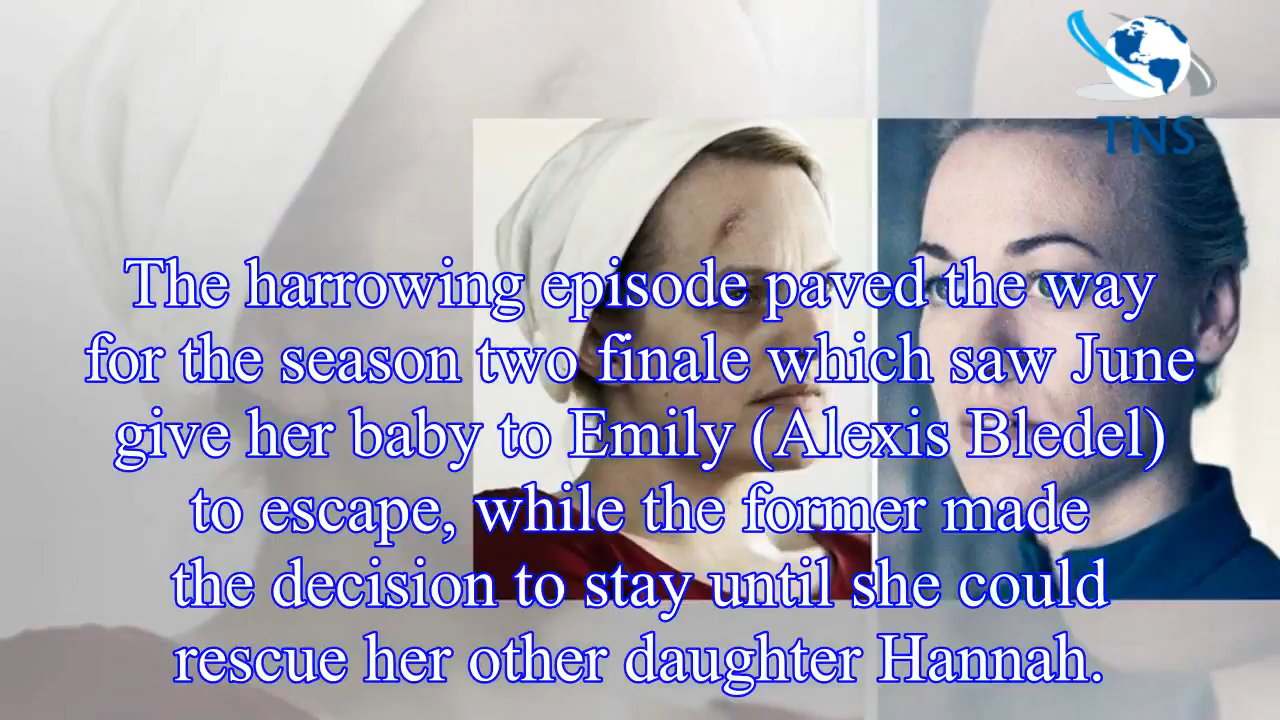 TNS
The harrowing episode paved the way
for the season two finale which saw June
give her baby to Emily (Alexis Bledel)
to escape, while the former made
the decision to stay until she could
rescue her other daughter Hannah.